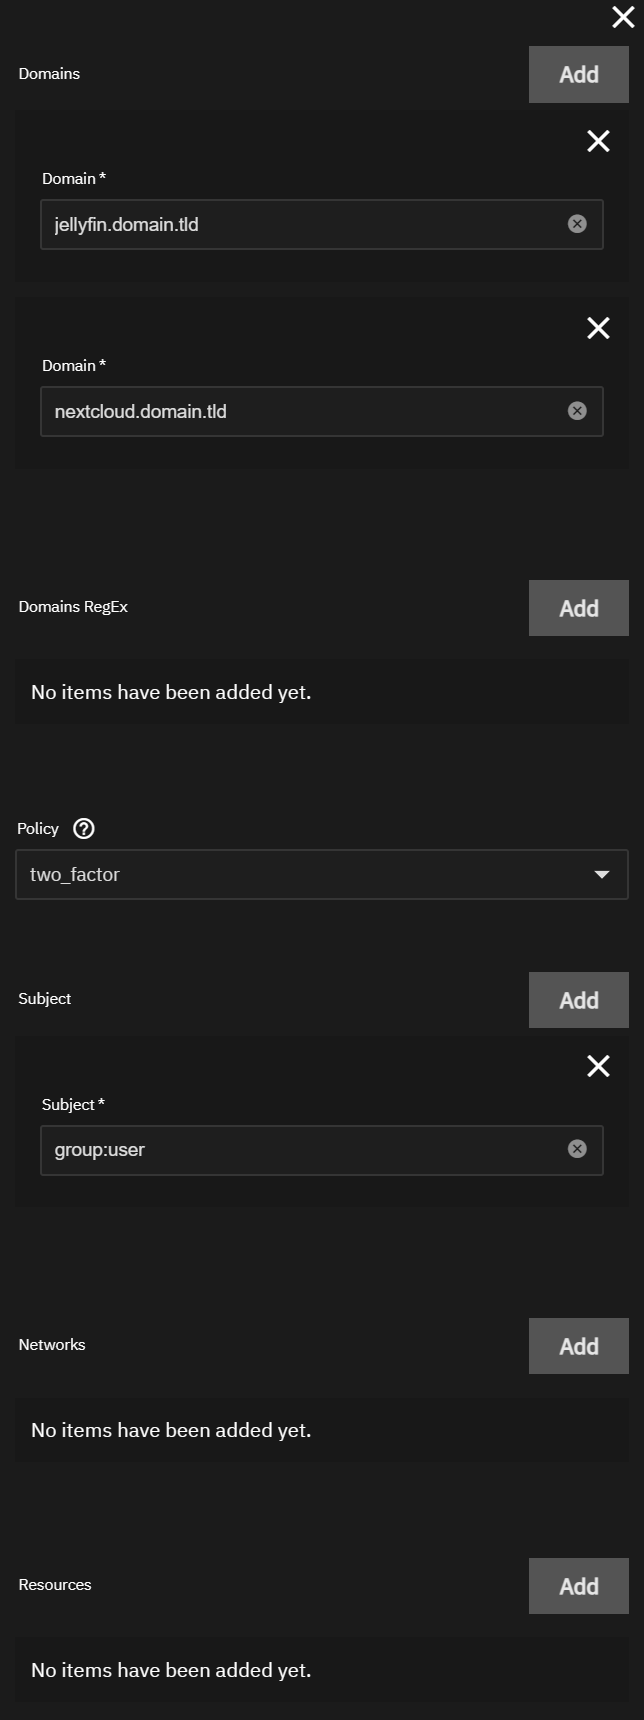 Domains
Add
Domain *
jellyfin.domain.tld
Domain *
nextcloud.domain.tld
Domains RegEx
Add
No items have been added yet.
Policy
two_factor
Subject
Add
Subject *
group:user
Networks
Add
No items have been added yet.
Resources
Add
No items have been added yet.